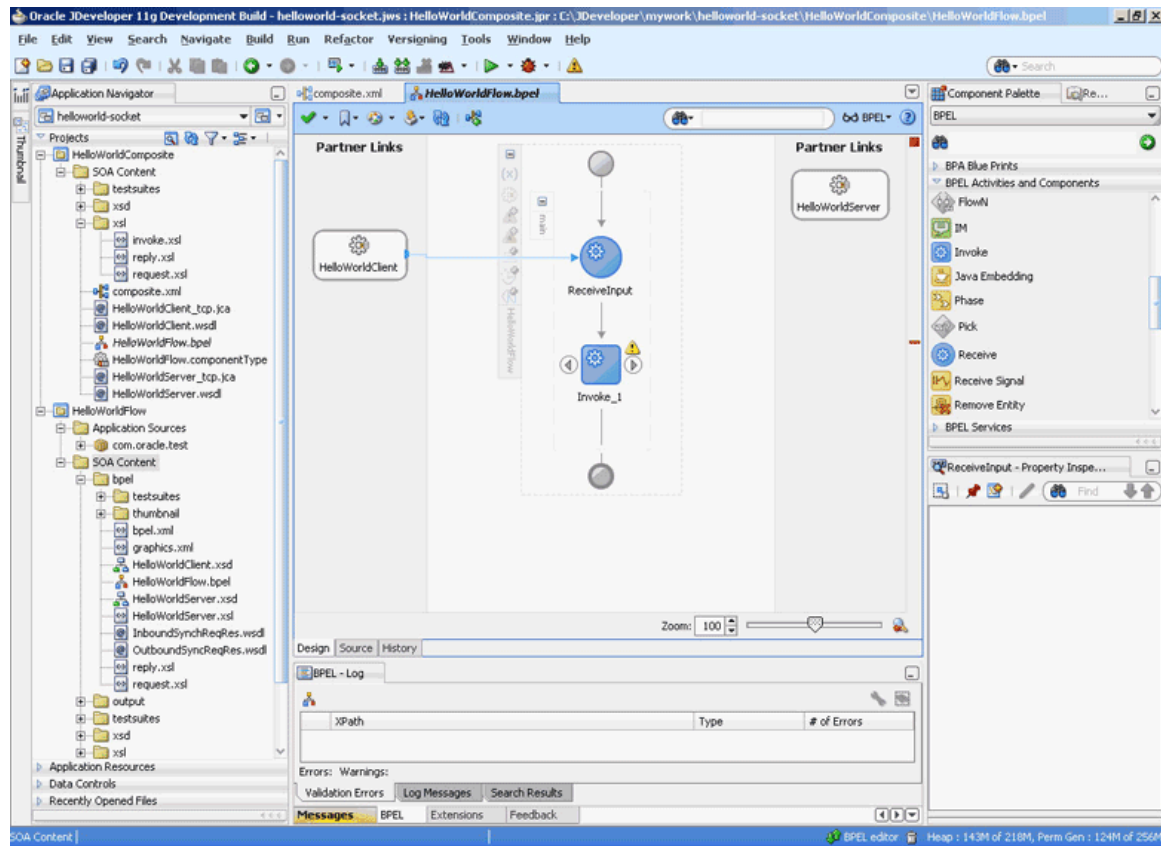 Oracle JDeveloper 11g Development Build - helloworld-socket.jws : HelloWorldComposite.jpr : C:\JDeveloper\mywork\helloworld-socket\HelloWorldComposite\HelloWorldFlow.bpel
File Edit View Search Navigate Build Run Refactor Versioning Tools Window Help
Search
Application Navigator
helloworld-socket
Projects
HelloWorldComposite
SOA Content
testsuites
xsd
xsl
invoke.xsl
reply.xsl
request.xsl
composite.xml
HelloWorldClient_tcp.jca
HelloWorldClient.wsdl
HelloWorldFlow.bpel
HelloWorldFlow.componentType
HelloWorldServer_tcp.jca
HelloWorldServer.wsdl
HelloWorldFlow
Application Sources
com.oracle.test
SOA Content
bpel
testsuites
thumbnail
bpel.xml
graphics.xml
HelloWorldClient.xsd
HelloWorldFlow.bpel
HelloWorldServer.xsd
HelloWorldServer.xsl
InboundSynchReqRes.wsdl
OutboundSyncReqRes.wsdl
reply.xsl
request.xsl
output
testsuites
xsd
xsl
Application Resources
Data Controls
Recently Opened Files
Thumbnail
composite.xml HelloWorldFlow.bpel
BPEL
Partner Links
Partner Links
HelloWorldServer
main
HelloWorldClient
ReceiveInput
HelloWorldFlow
Invoke_1
Zoom: 100
Design Source History
BPEL - Log
XPath Type # of Errors
Errors: Warnings:
Validation Errors Log Messages Search Results
Messages BPEL Extensions Feedback
Component Palette Re...
BPEL
BPA Blue Prints
BPEL Activities and Components
FlowN
IM
Invoke
Java Embedding
Phase
Pick
Receive
Receive Signal
Remove Entity
BPEL Services
ReceiveInput - Property Inspe...
Find
SOA Content
BPEL editor
Heap : 143M of 218M, Perm Gen : 124M of 256M